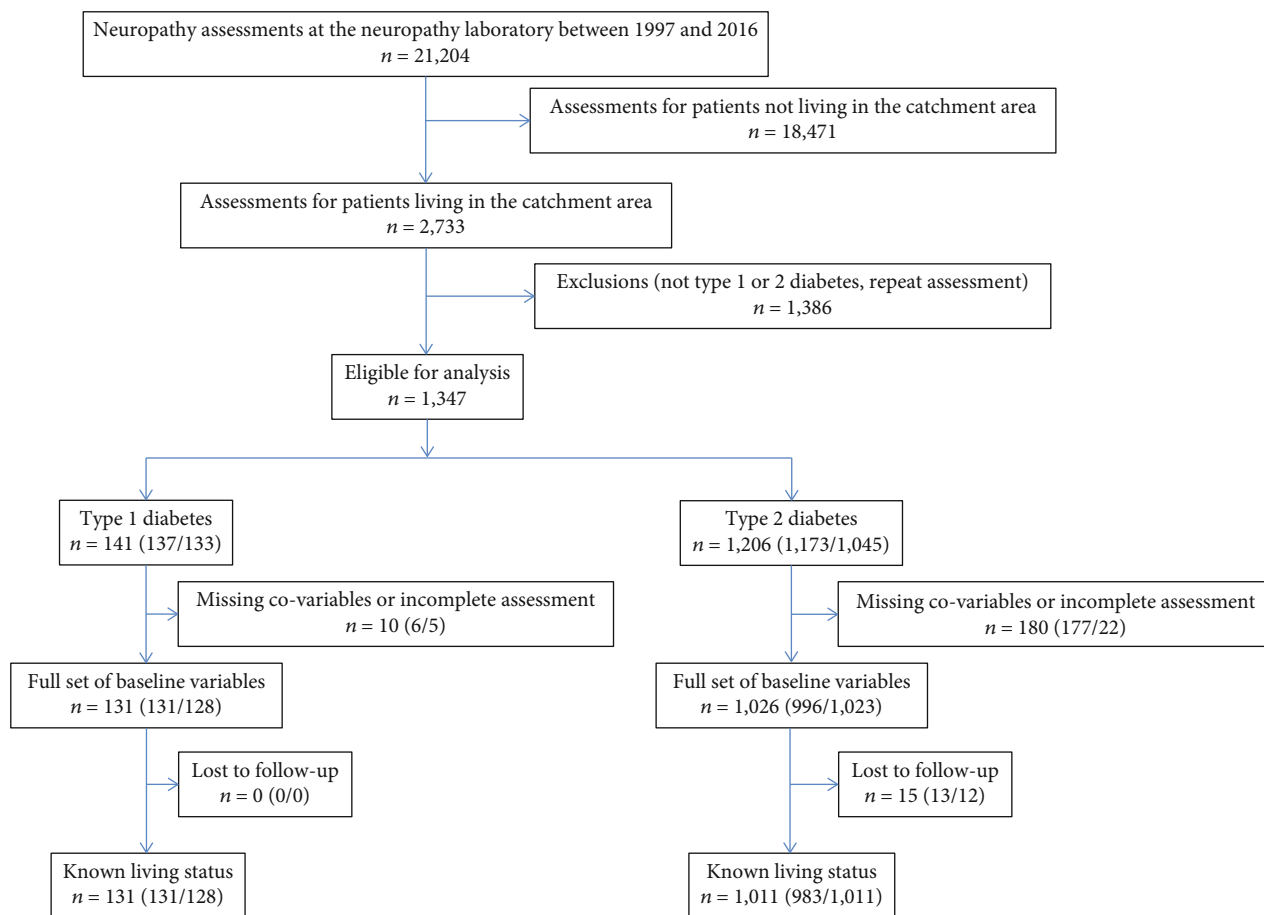 Neuropathy assessments at the neuropathy laboratory between 1997 and 2016
n = 21,204
Assessments for patients not living in the catchment area
n = 18,471
Assessments for patients living in the catchment area
n = 2,733
Exclusions (not type 1 or 2 diabetes, repeat assessment)
n = 1,386
Eligible for analysis
n = 1,347
Type 1 diabetes
n = 141 (137/133)
Missing co-variables or incomplete assessment
n = 10 (6/5)
Full set of baseline variables
n = 131 (131/128)
Lost to follow-up
n = 0 (0/0)
Known living status
n = 131 (131/128)
Type 2 diabetes
n = 1,206 (1,173/1,045)
Missing co-variables or incomplete assessment
n = 180 (177/22)
Full set of baseline variables
n = 1,026 (996/1,023)
Lost to follow-up
n = 15 (13/12)
Known living status
n = 1,011 (983/1,011)